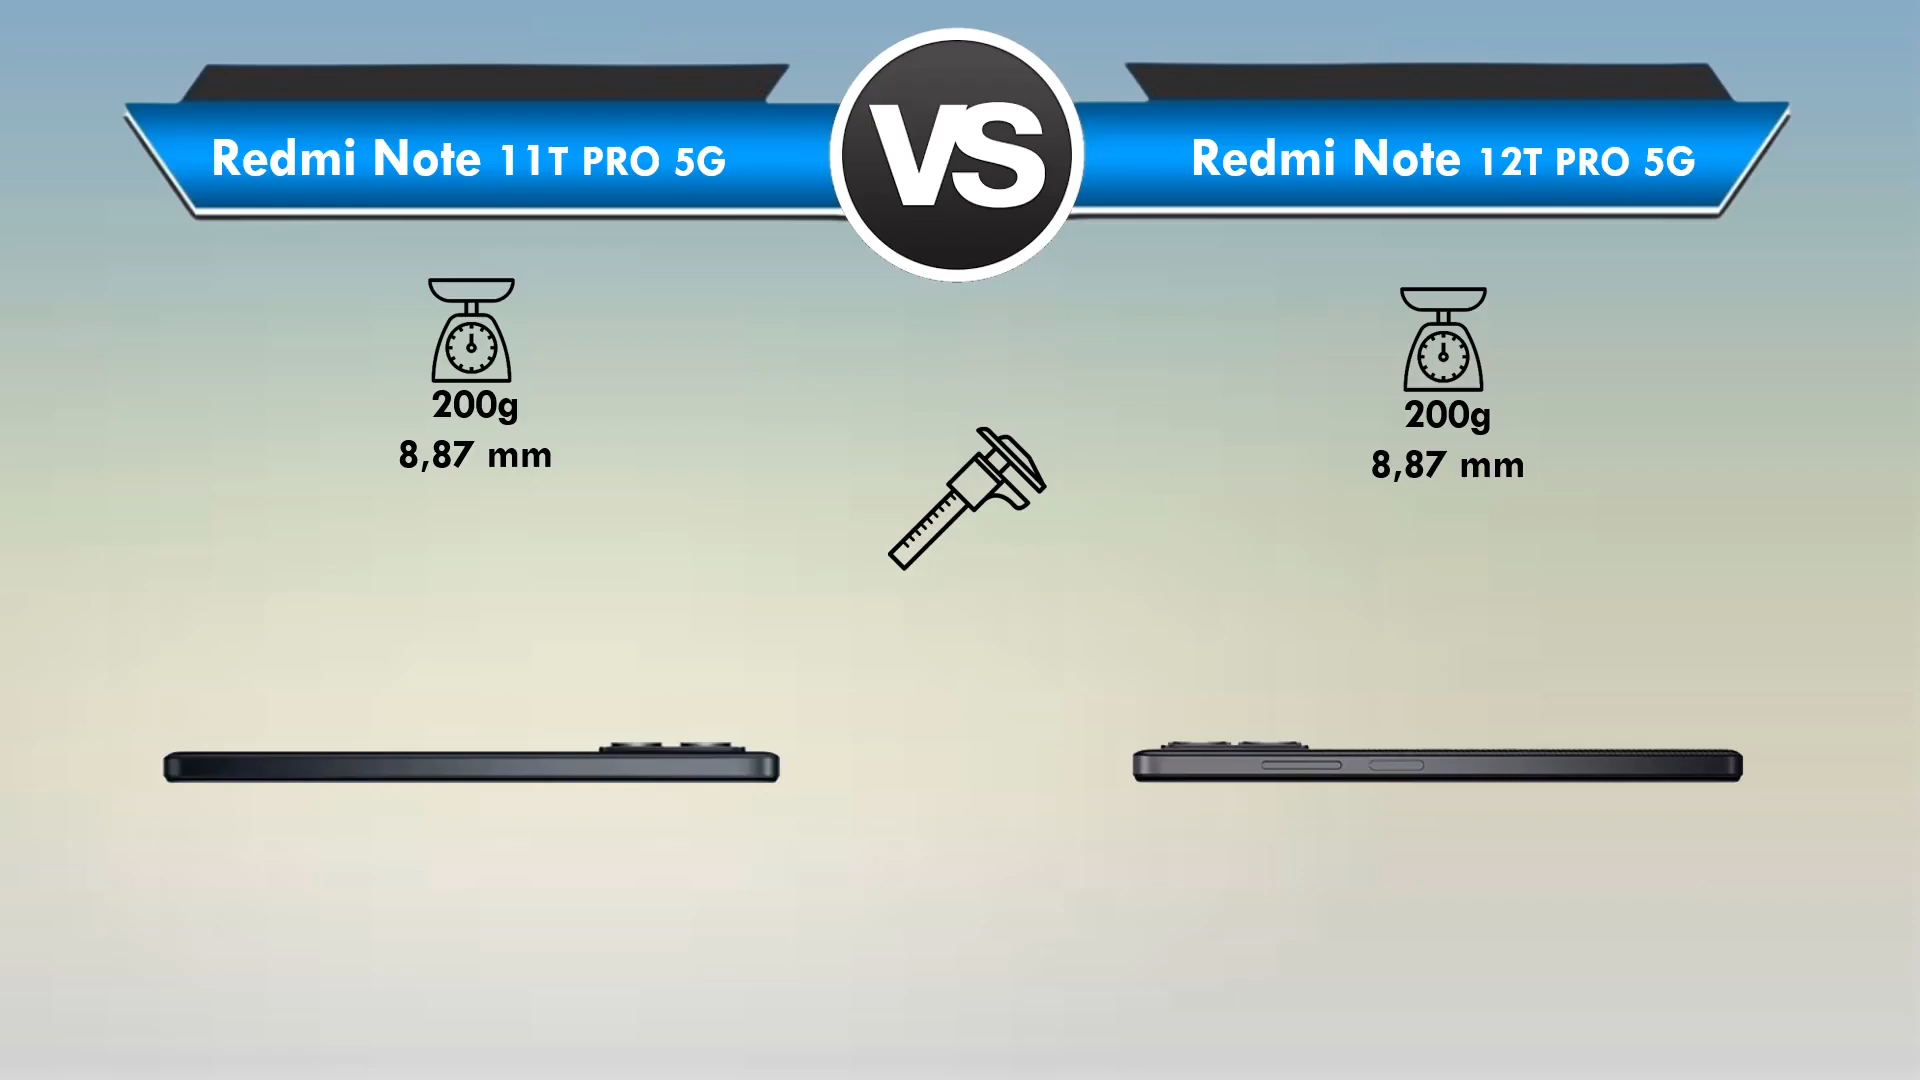 Redmi Note 11T PRO 5G
VS
Redmi Note 12T PRO 5G
200g
8,87 mm
200g
8,87 mm